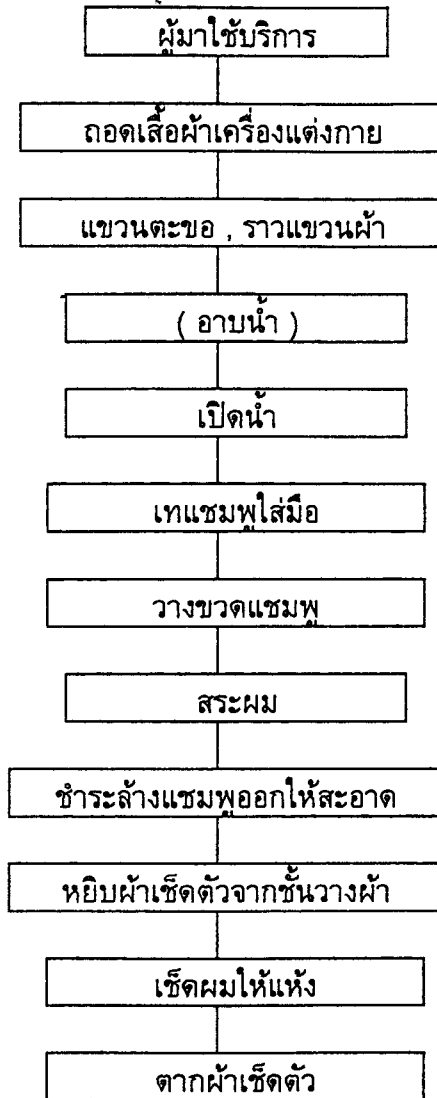 ผู้มาใช้บริการ
ถอดเสื้อผ้าเครื่องแต่งกาย
แขวนตะขอ , ราวแขวนผ้า
( อาบน้ำ )
เปิดน้ำ
เทแชมพูใส่มือ
วางขวดแชมพู
สระผม
ชำระล้างแชมพูออกให้สะอาด
หยิบผ้าเช็ดตัวจากชั้นวางผ้า
เช็ดผมให้แห้ง
ตากผ้าเช็ดตัว